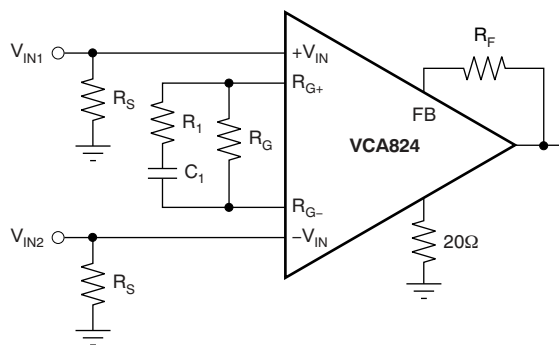 V_IN1
+V_IN
R_F
R_S
R_G+
R_1
R_G
FB
VCA824
C_1
R_G−
V_IN2
−V_IN
20Ω
R_S